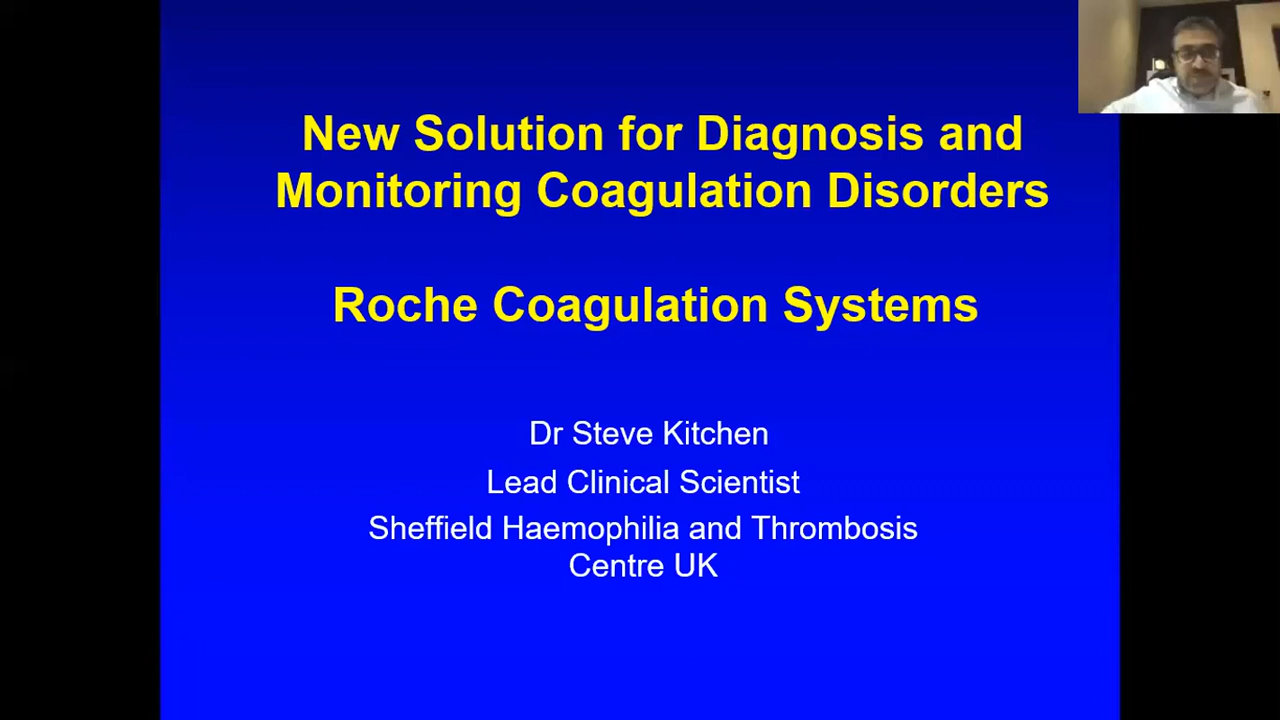 New Solution for Diagnosis and
Monitoring Coagulation Disorders
Roche Coagulation Systems
Dr Steve Kitchen
Lead Clinical Scientist
Sheffield Haemophilia and Thrombosis
Centre UK